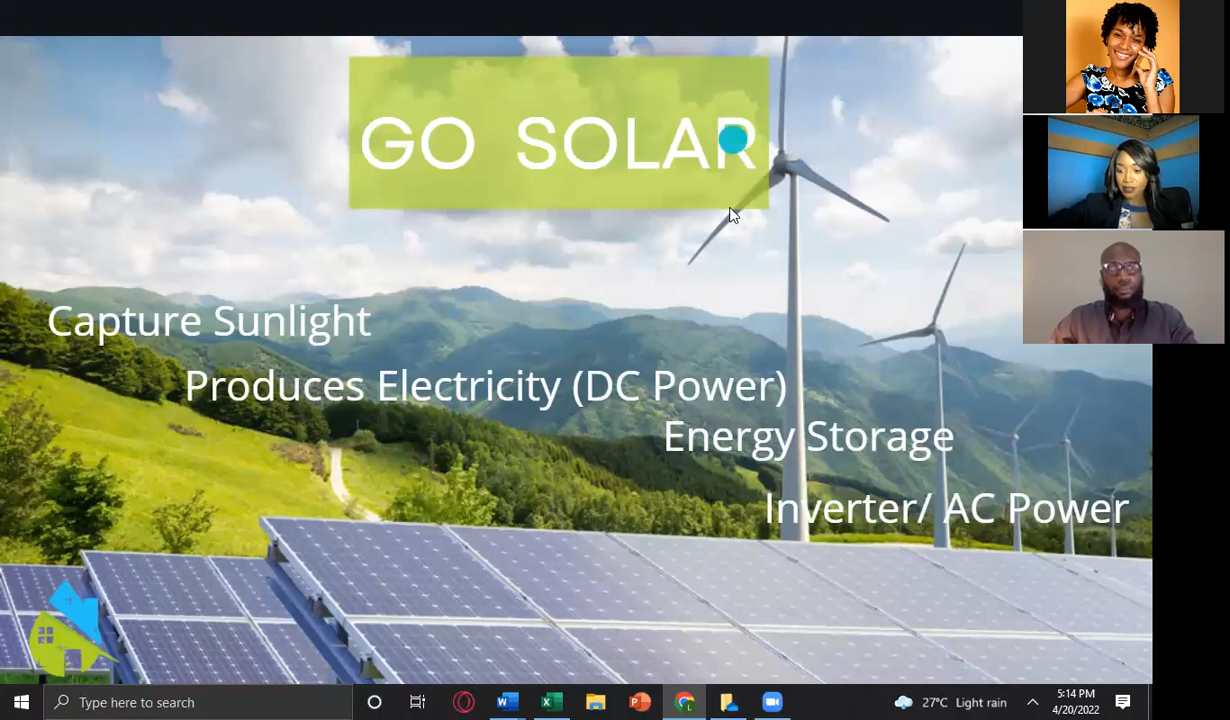 GO SOLAR
Capture Sunlight
Produces Electricity (DC Power)
Energy Storage
Inverter/ AC Power
Type here to search
27°C Light rain
5:14 PM
4/20/2022